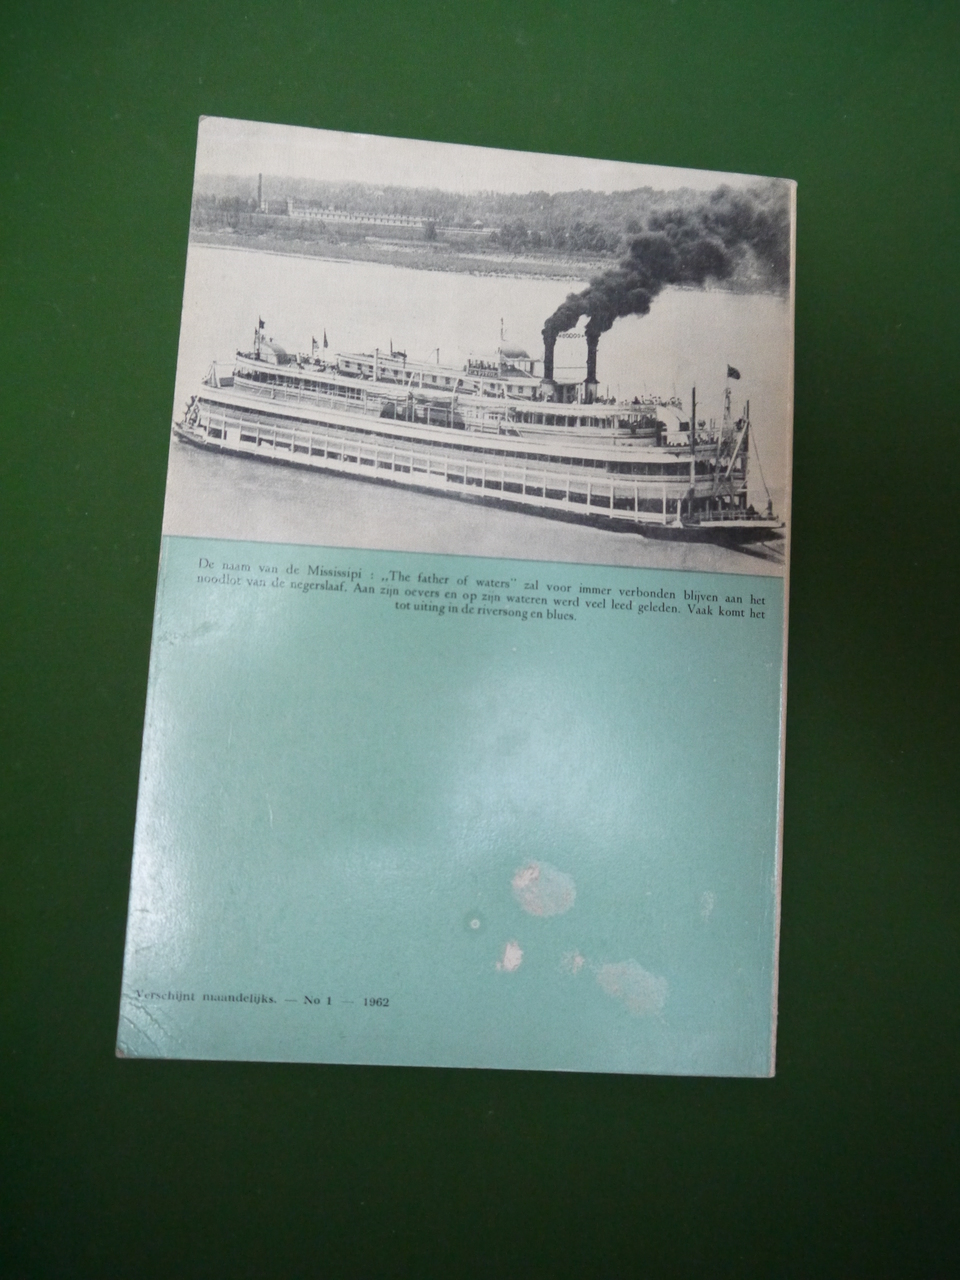 De naam van de Mississipi : „The father of waters" zal voor immer verbonden blijven aan het
noodlot van de negerslaaf. Aan zijn oevers en op zijn wateren werd veel leed geleden. Vaak komt het
tot uiting in de riversong en blues.
Verschijnt maandelijks. — No 1 — 1962